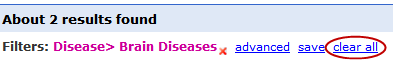 About 2 results found
Filters: Disease> Brain Diseases advanced save clear all